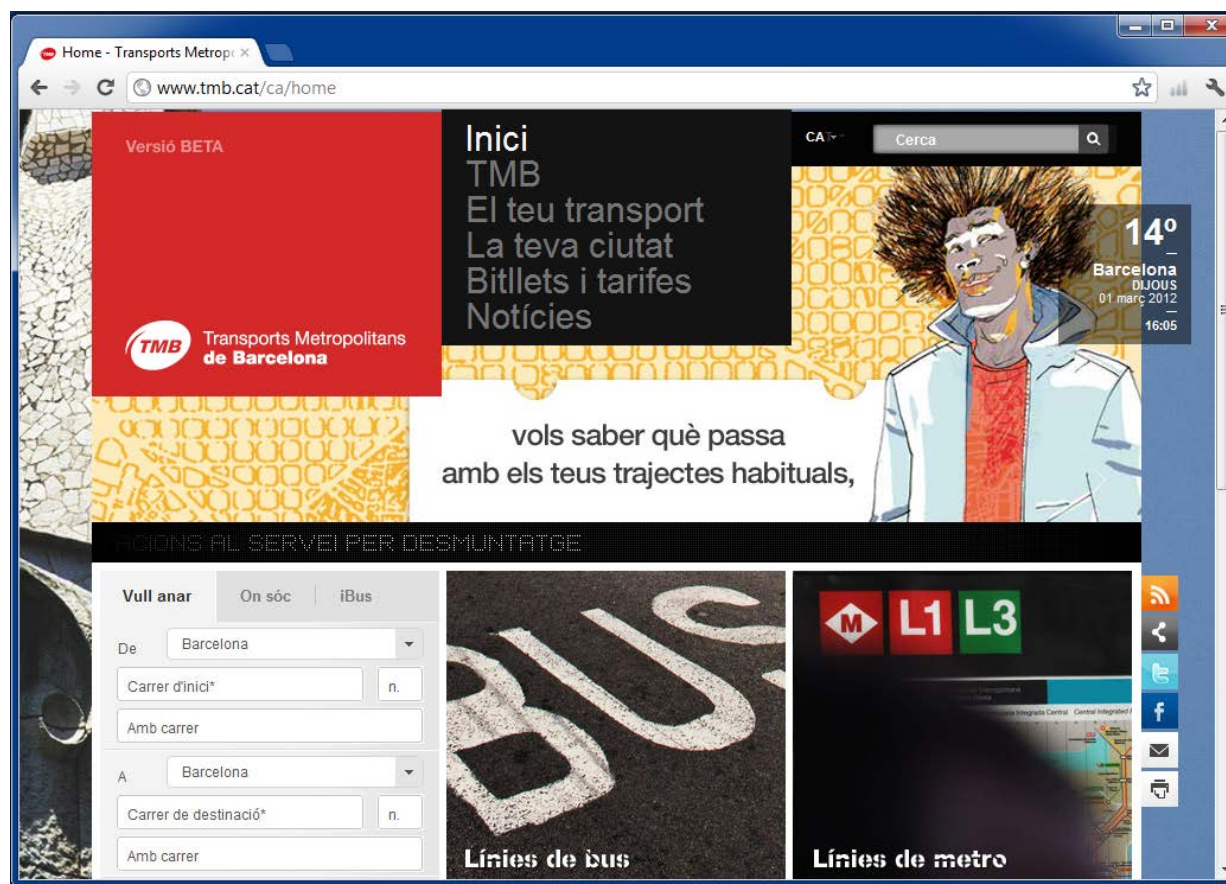 Home - Transports Metrop
www.tmb.cat/ca/home
Versió BETA
TMB
Transports Metropolitans
de Barcelona
Inici
TMB
El teu transport
La teva ciutat
Bitllets i tarifes
Notícies
CA
Cerca
14º
Barcelona
DIJOUS
01 març 2012
16:05
vols saber què passa
amb els teus trajectes habituals,
ACIONS AL SERVEI PER DESMUNTATGE
Vull anar
On sóc
iBus
De
Barcelona
Carrer d'inici*
n.
Amb carrer
A
Barcelona
Carrer de destinació*
n.
Amb carrer
BUS
Línies de bus
M L1 L3
Línies de metro